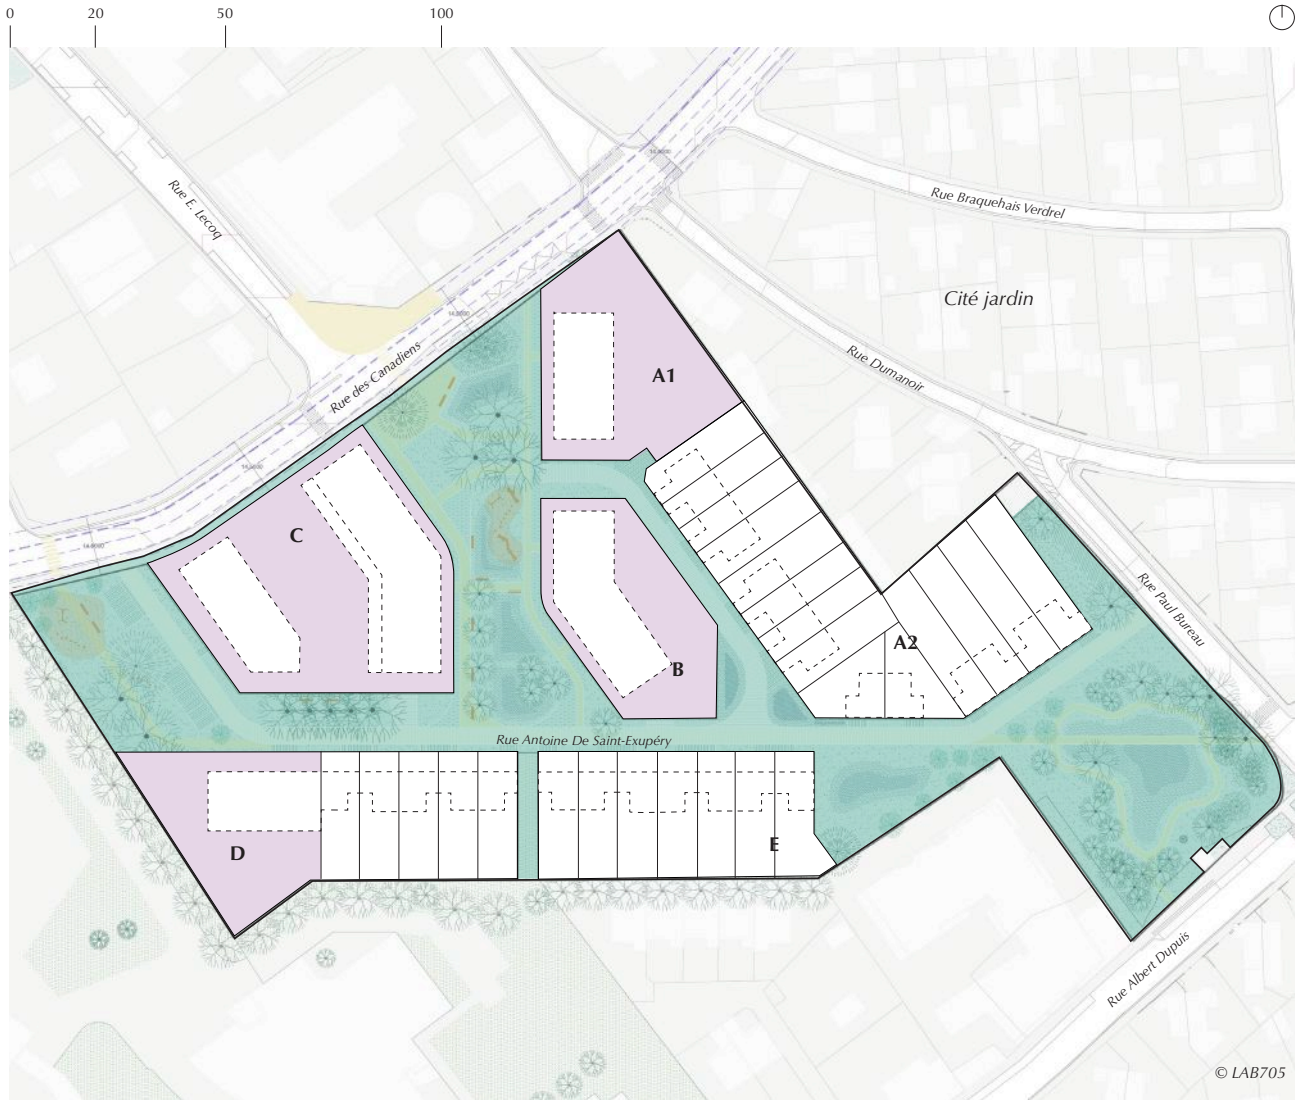 0 20 50 100
Rue E. Lecoq
Rue Braquehais Verdrel
Cité jardin
Rue des Canadiens
Rue Dumanoir
A1
C
Rue Paul Bureau
A2
B
Rue Antoine De Saint-Exupéry
E
D
Rue Albert Dupuis
© LAB705